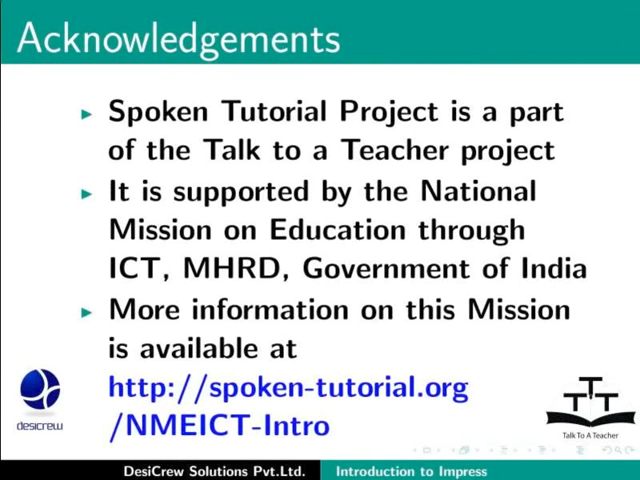 Acknowledgements
Spoken Tutorial Project is a part
of the Talk to a Teacher project
It is supported by the National
Mission on Education through
ICT, MHRD, Government of India
More information on this Mission
is available at
http://spoken-tutorial.org
/NMEICT-Intro
desicrew
TTT
Talk To A Teacher
DesiCrew Solutions Pvt.Ltd.
Introduction to Impress